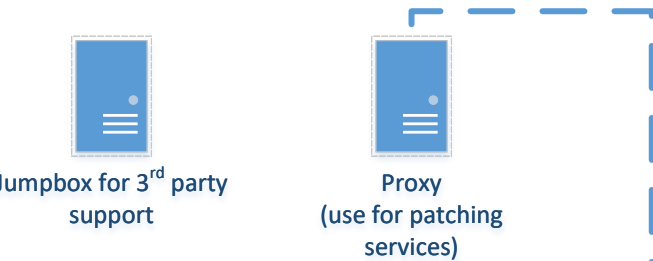 Jumpbox for 3rd party
support
Proxy
(use for patching
services)